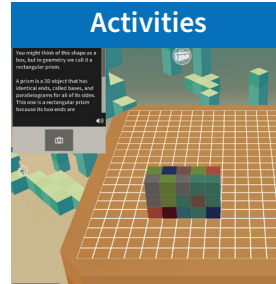 Activities
You might think of this shape as a
box, but in geometry we call it a
rectangular prism.
A prism is a 3D object that has
identical ends, called bases, and
parallelograms for all of its sides.
This one is a rectangular prism
because its two ends are